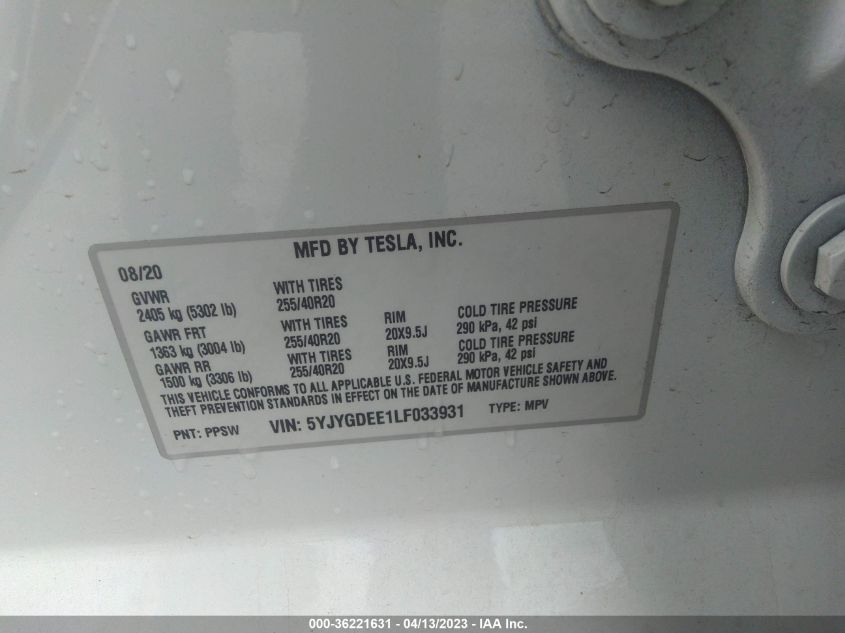 MFD BY TESLA, INC.
08/20
GVWR WITH TIRES
2405 kg (5302 lb) 255/40R20
GAWR FRT WITH TIRES RIM COLD TIRE PRESSURE
1363 kg (3004 lb) 255/40R20 20X9.5J 290 kPa, 42 psi
GAWR RR WITH TIRES RIM COLD TIRE PRESSURE
1500 kg (3306 lb) 255/40R20 20X9.5J 290 kPa, 42 psi
THIS VEHICLE CONFORMS TO ALL APPLICABLE U.S. FEDERAL MOTOR VEHICLE SAFETY AND
THEFT PREVENTION STANDARDS IN EFFECT ON THE DATE OF MANUFACTURE SHOWN ABOVE.
PNT: PPSW VIN: 5YJYGDEE1LF033931 TYPE: MPV
000-36221631 - 04/13/2023 - IAA Inc.